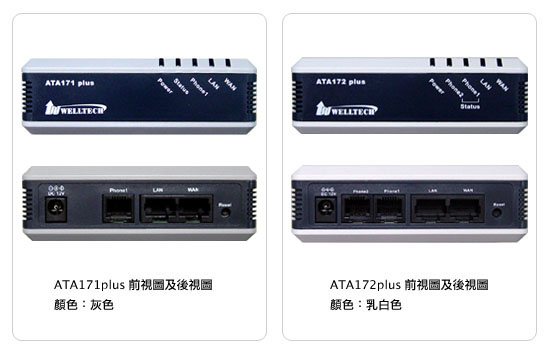 ATA171 plus
Power
Status
Phone1
LAN
WAN
WELLTECH
DC 12V
Phone1
LAN
WAN
Reset
ATA171plus 前視圖及後視圖
顏色：灰色
ATA172 plus
Power
Phone2
Phone1
LAN
WAN
Status
WELLTECH
DC 12V
Phone2
Phone1
LAN
WAN
Reset
ATA172plus 前視圖及後視圖
顏色：乳白色